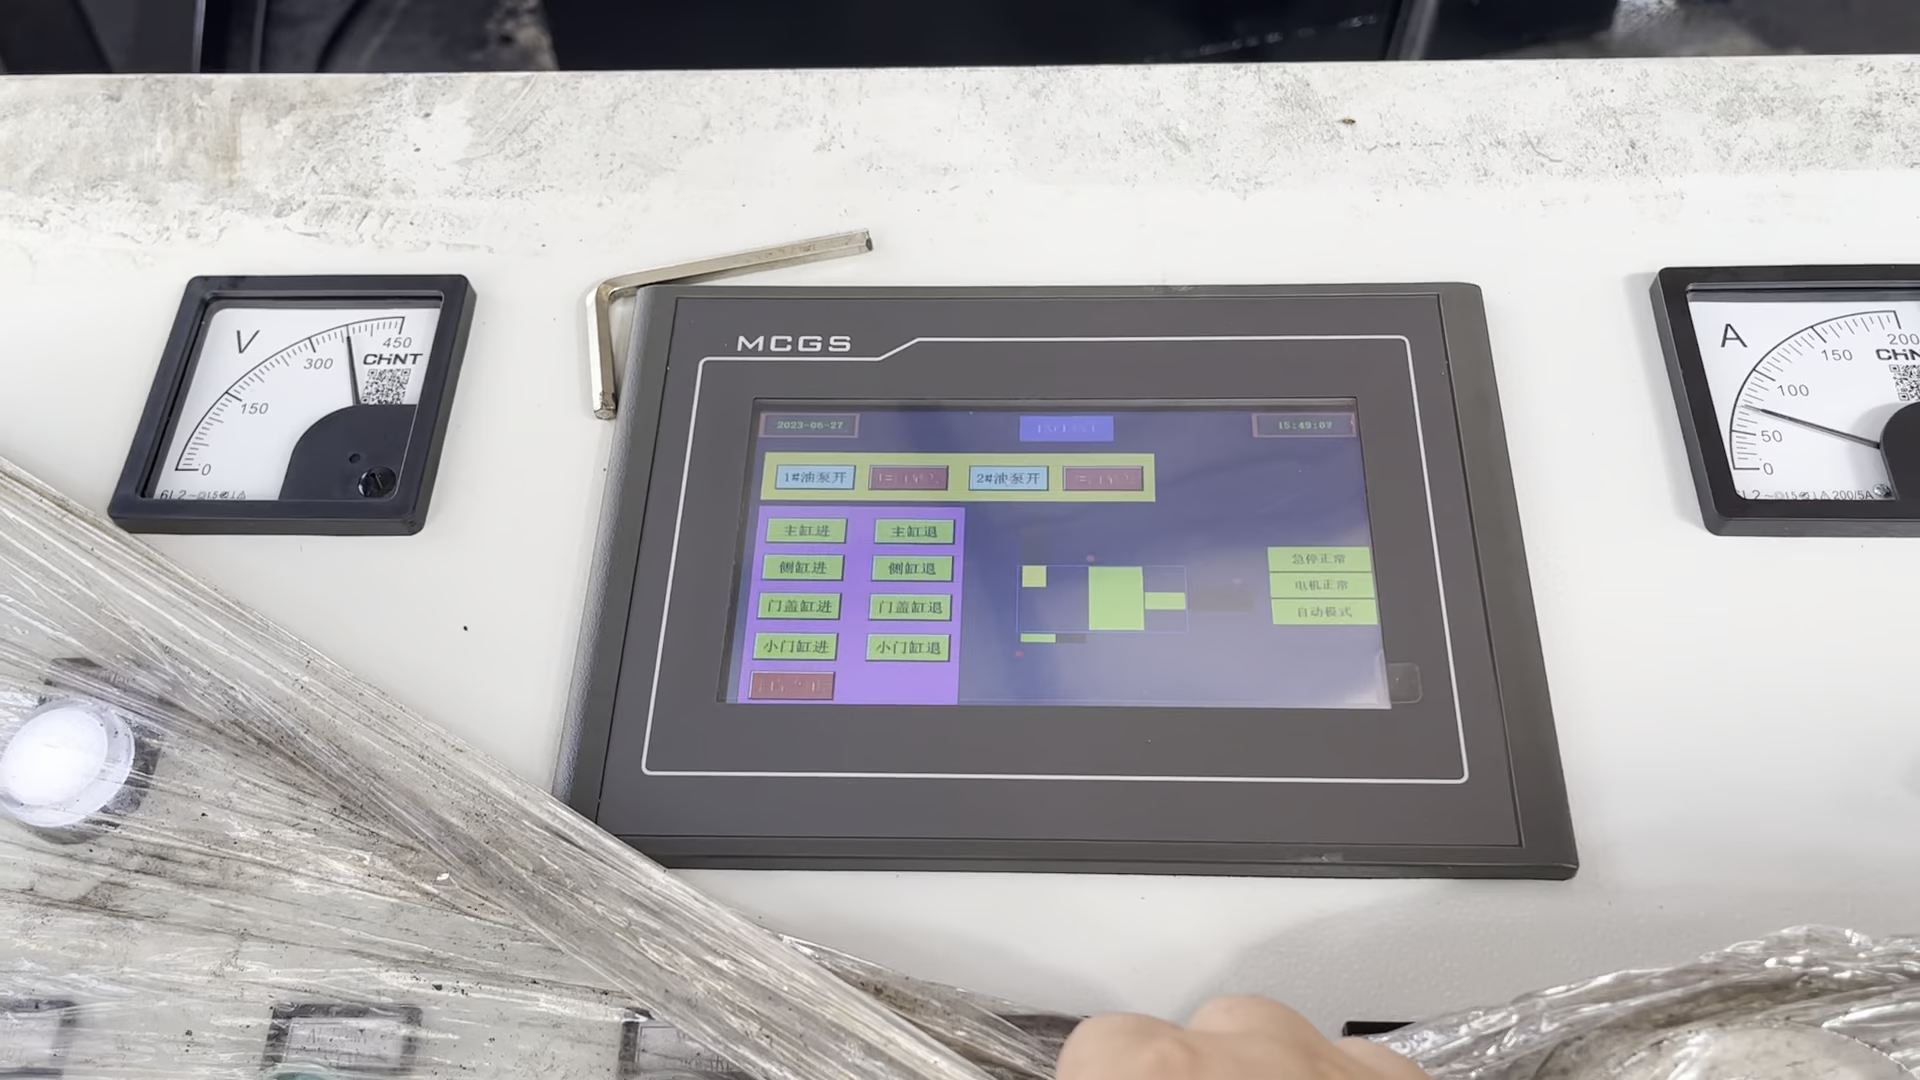 V
450
300
CHNT
150
0
MCGS
2023-06-27
15:49:07
1#油泵开
2#油泵开
主缸进
主缸退
侧缸进
侧缸退
门盖缸进
门盖缸退
小门缸进
小门缸退
急停正常
电机正常
自动模式
A
200
150
100
50
0
200/5A